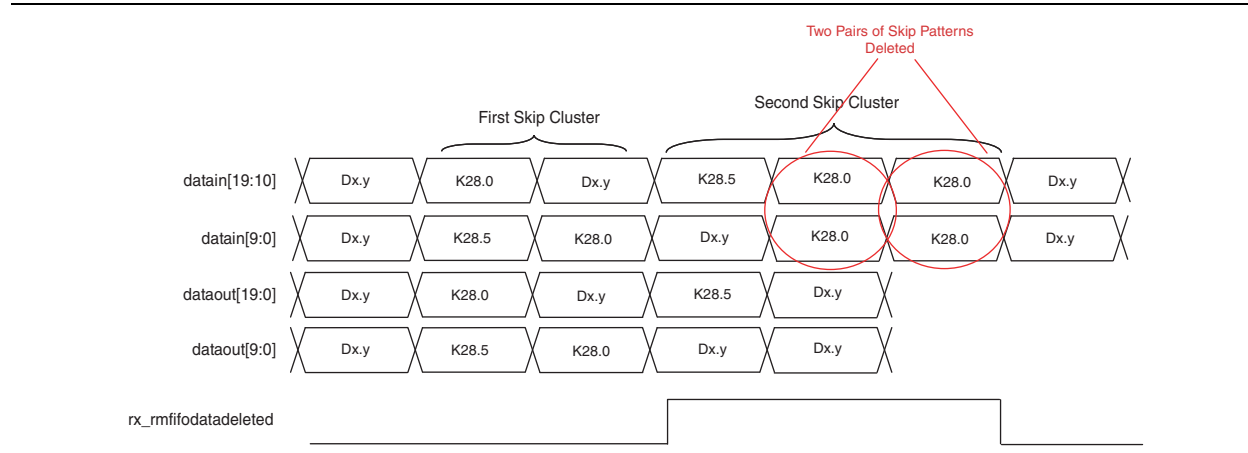 Two Pairs of Skip Patterns
Deleted
First Skip Cluster
Second Skip Cluster
datain[19:10] Dx.y K28.0 Dx.y K28.5 K28.0 K28.0 Dx.y
datain[9:0] Dx.y K28.5 K28.0 Dx.y K28.0 K28.0 Dx.y
dataout[19:0] Dx.y K28.0 Dx.y K28.5 Dx.y
dataout[9:0] Dx.y K28.5 K28.0 Dx.y Dx.y
rx_rmfifodatadeleted